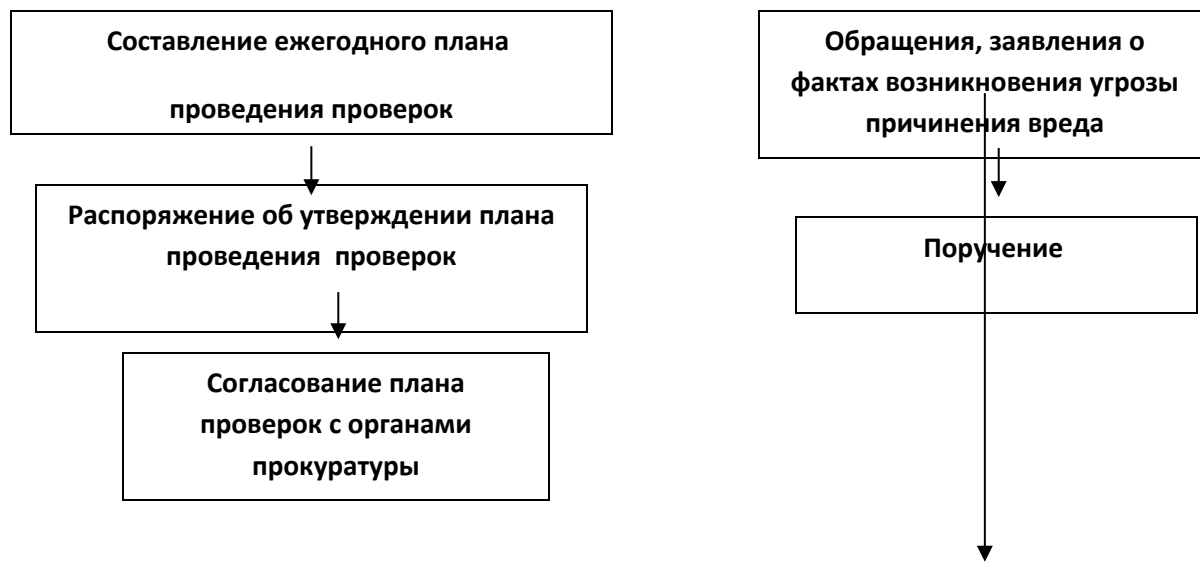 Составление ежегодного плана
проведения проверок
Распоряжение об утверждении плана
проведения проверок
Согласование плана
проверок с органами
прокуратуры
Обращения, заявления о
фактах возникновения угрозы
причинения вреда
Поручение